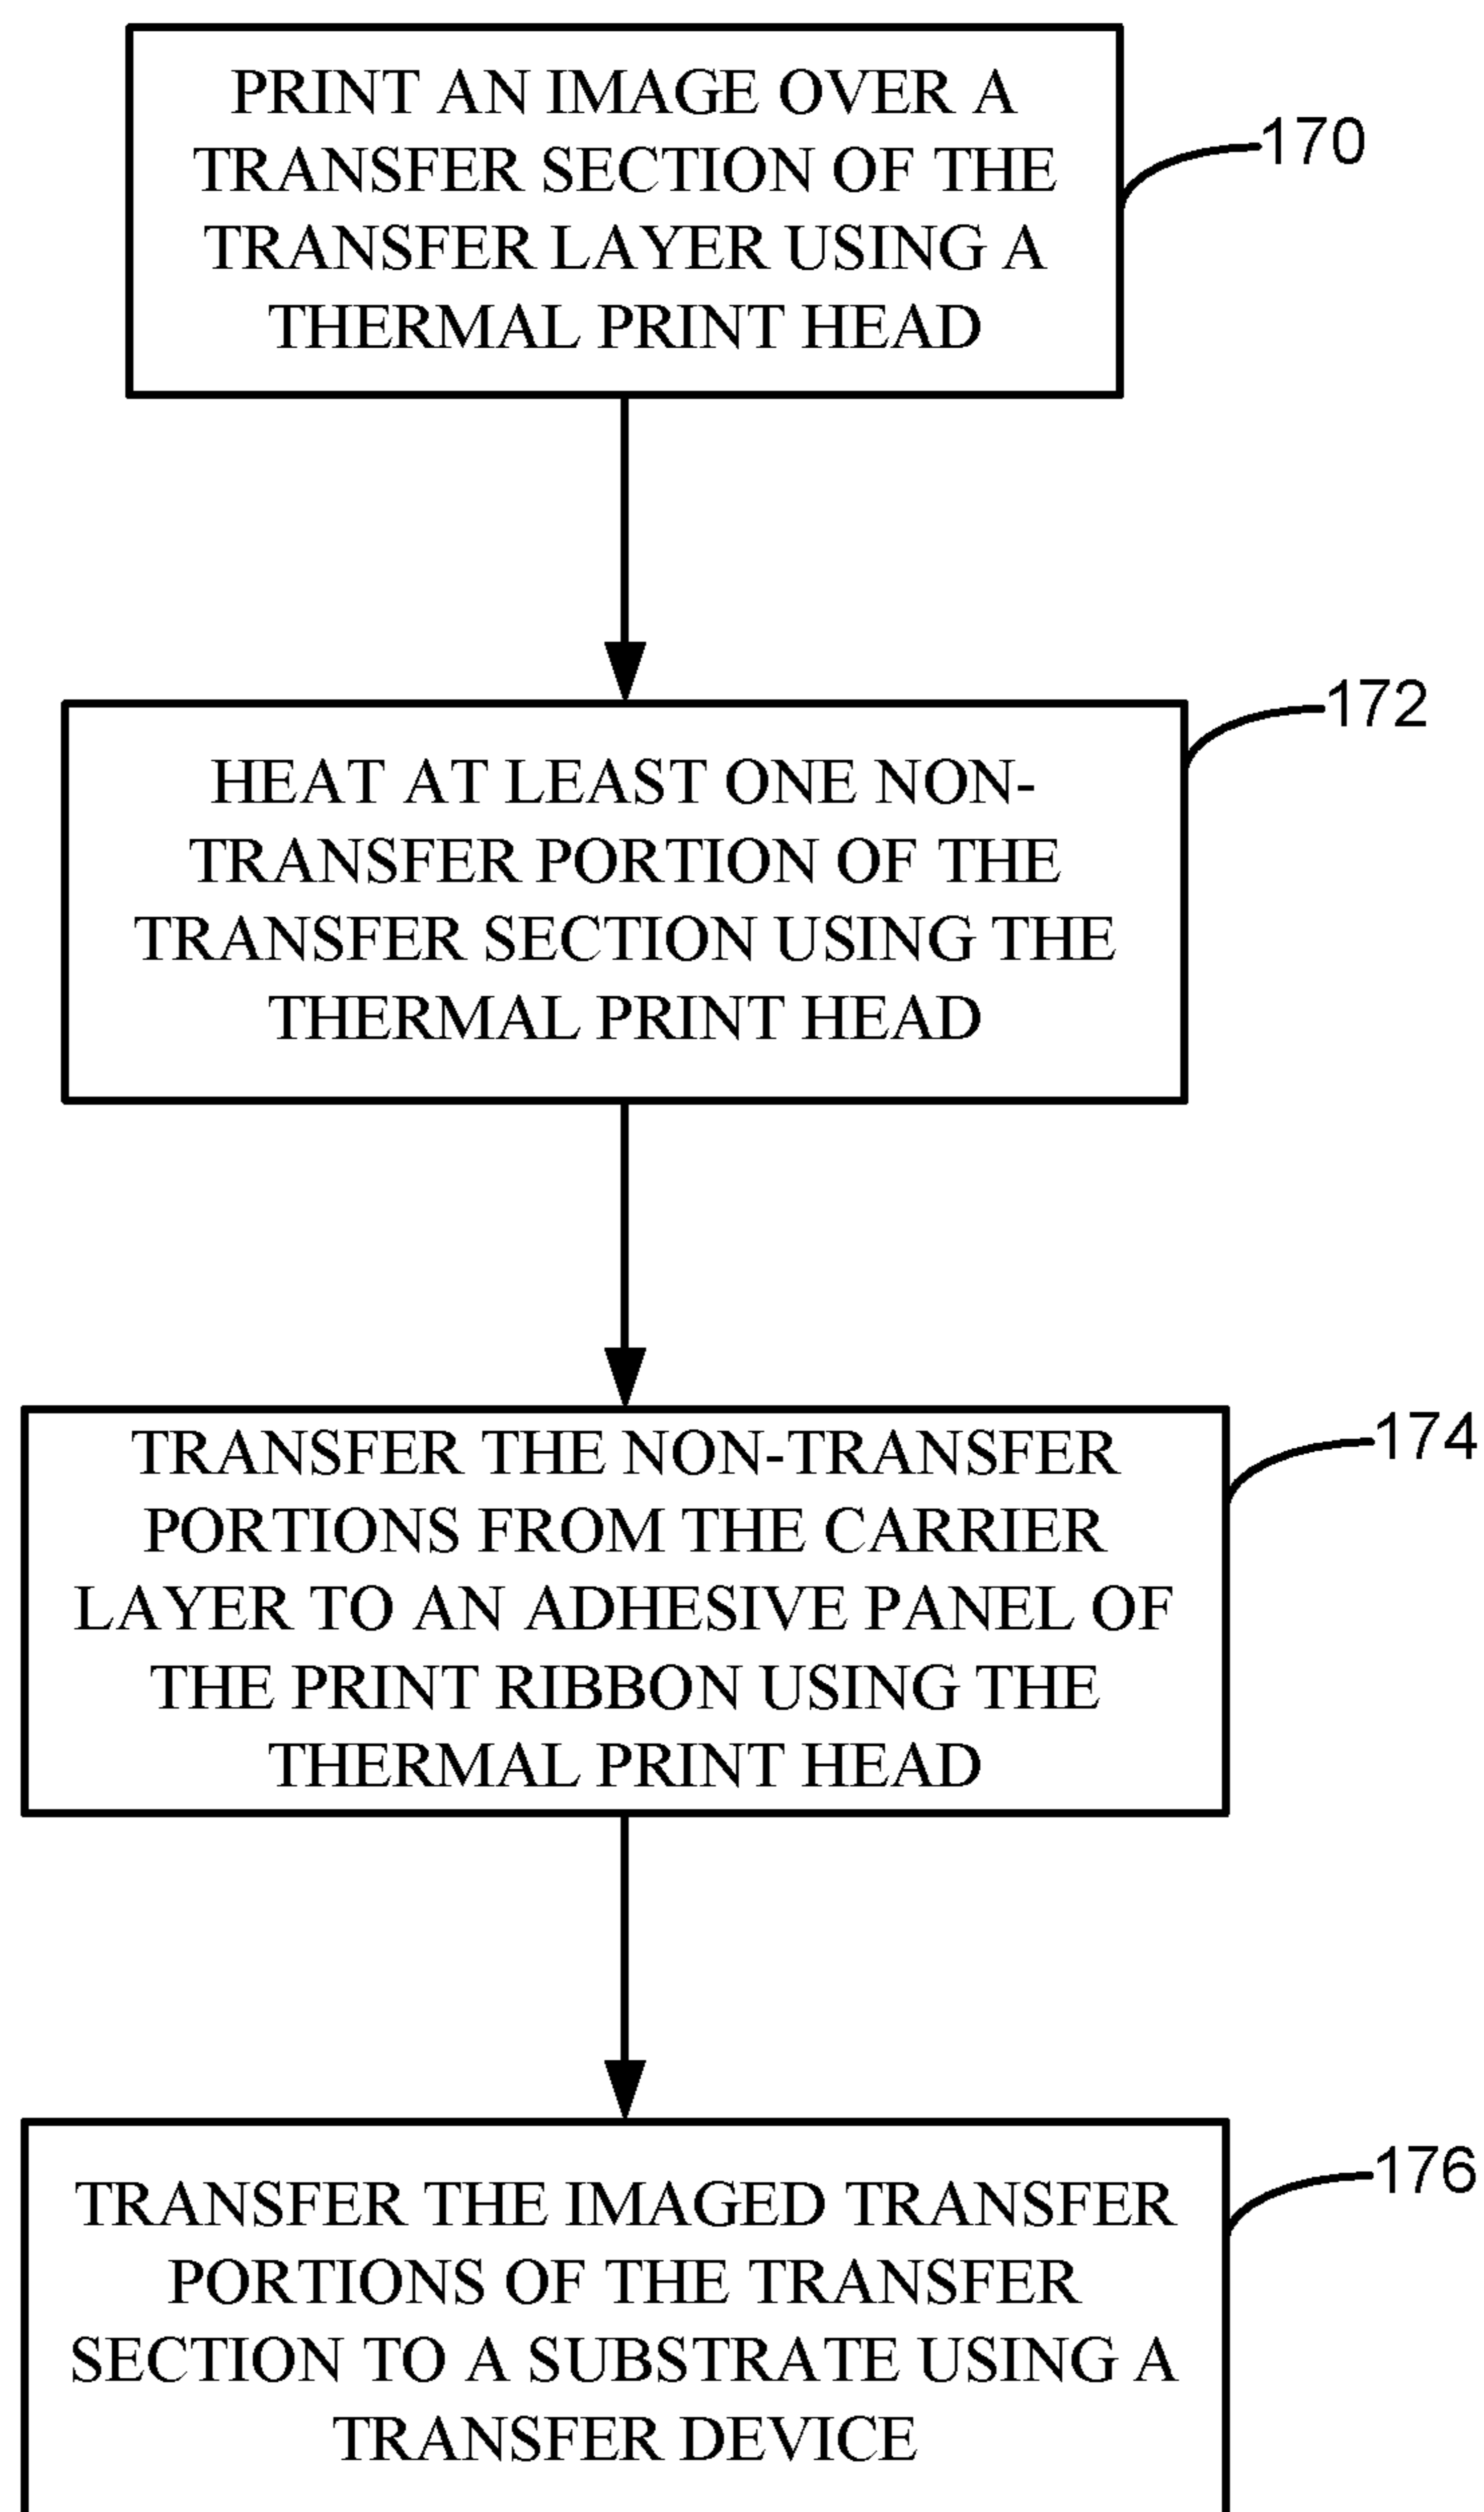 PRINT AN IMAGE OVER A
TRANSFER SECTION OF THE
TRANSFER LAYER USING A
THERMAL PRINT HEAD
170
HEAT AT LEAST ONE NON-
TRANSFER PORTION OF THE
TRANSFER SECTION USING THE
THERMAL PRINT HEAD
172
TRANSFER THE NON-TRANSFER
PORTIONS FROM THE CARRIER
LAYER TO AN ADHESIVE PANEL OF
THE PRINT RIBBON USING THE
THERMAL PRINT HEAD
174
TRANSFER THE IMAGED TRANSFER
PORTIONS OF THE TRANSFER
SECTION TO A SUBSTRATE USING A
TRANSFER DEVICE
176